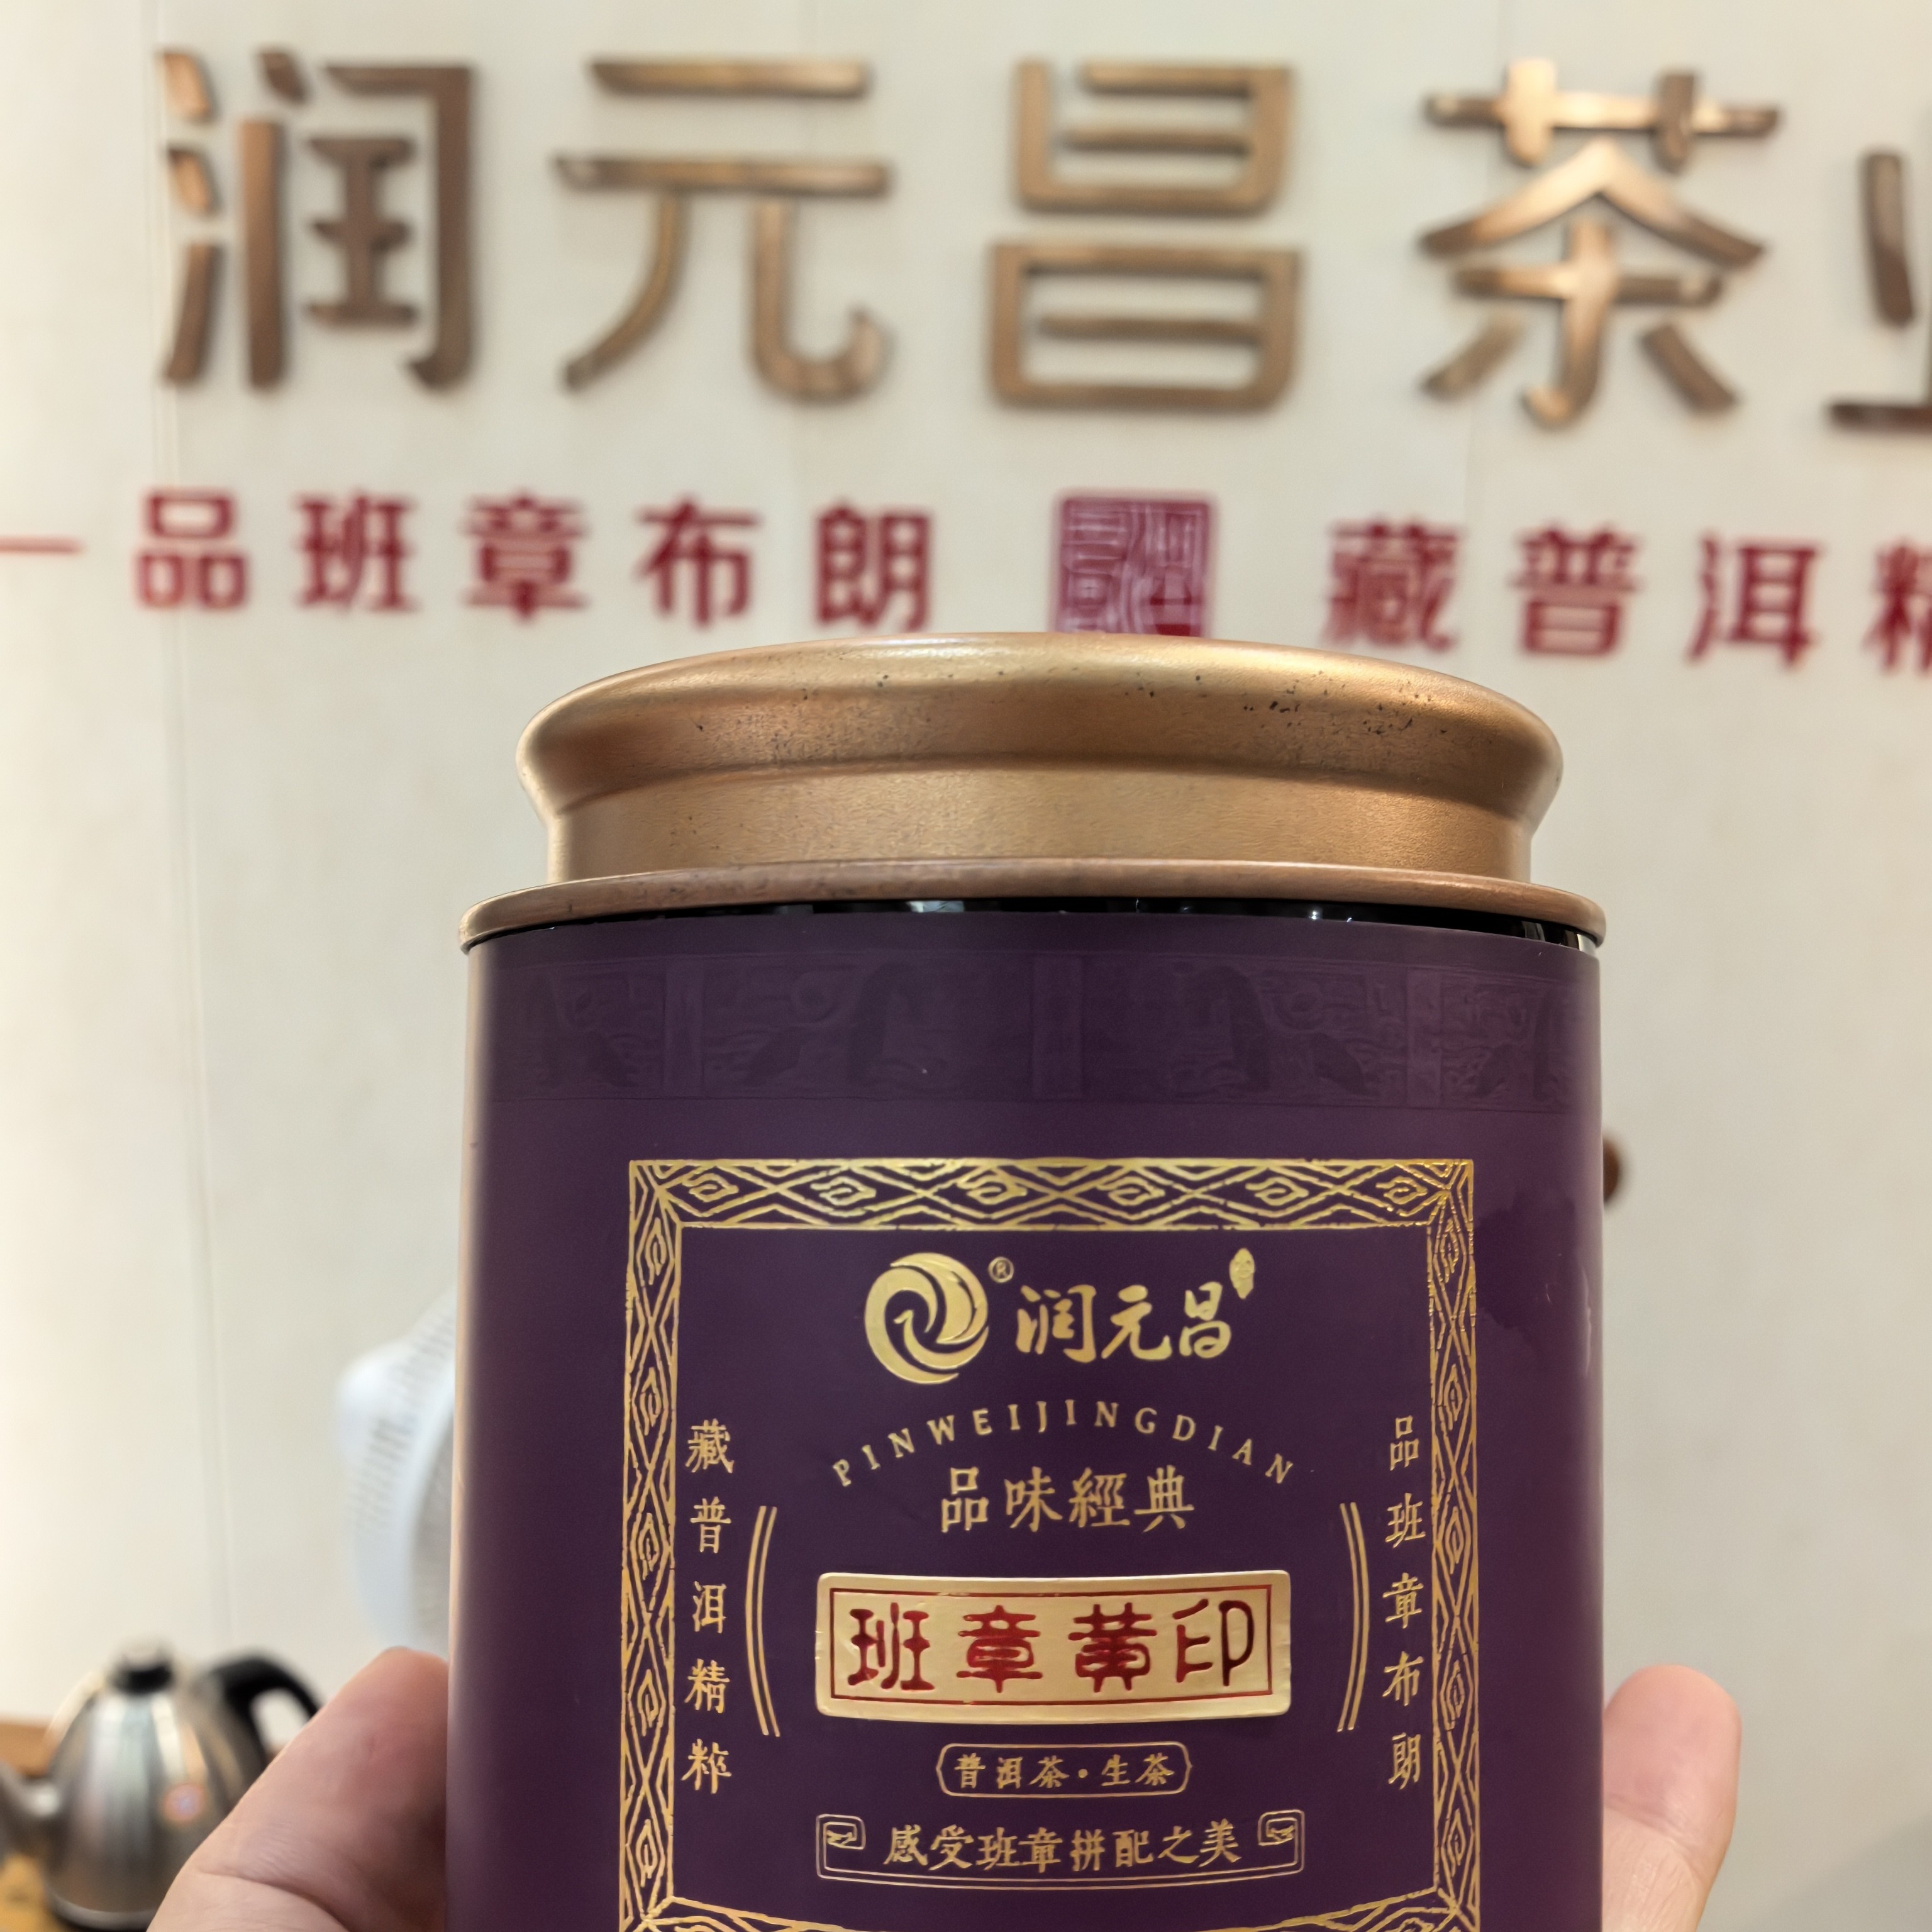 润元昌茶
品班章布朗 藏普洱
® 润元昌
PINWEIJINGDIAN
品味經典
品班章布朗
藏普洱精粹
班章黄印
普洱茶·生茶
感受班章拼配之美